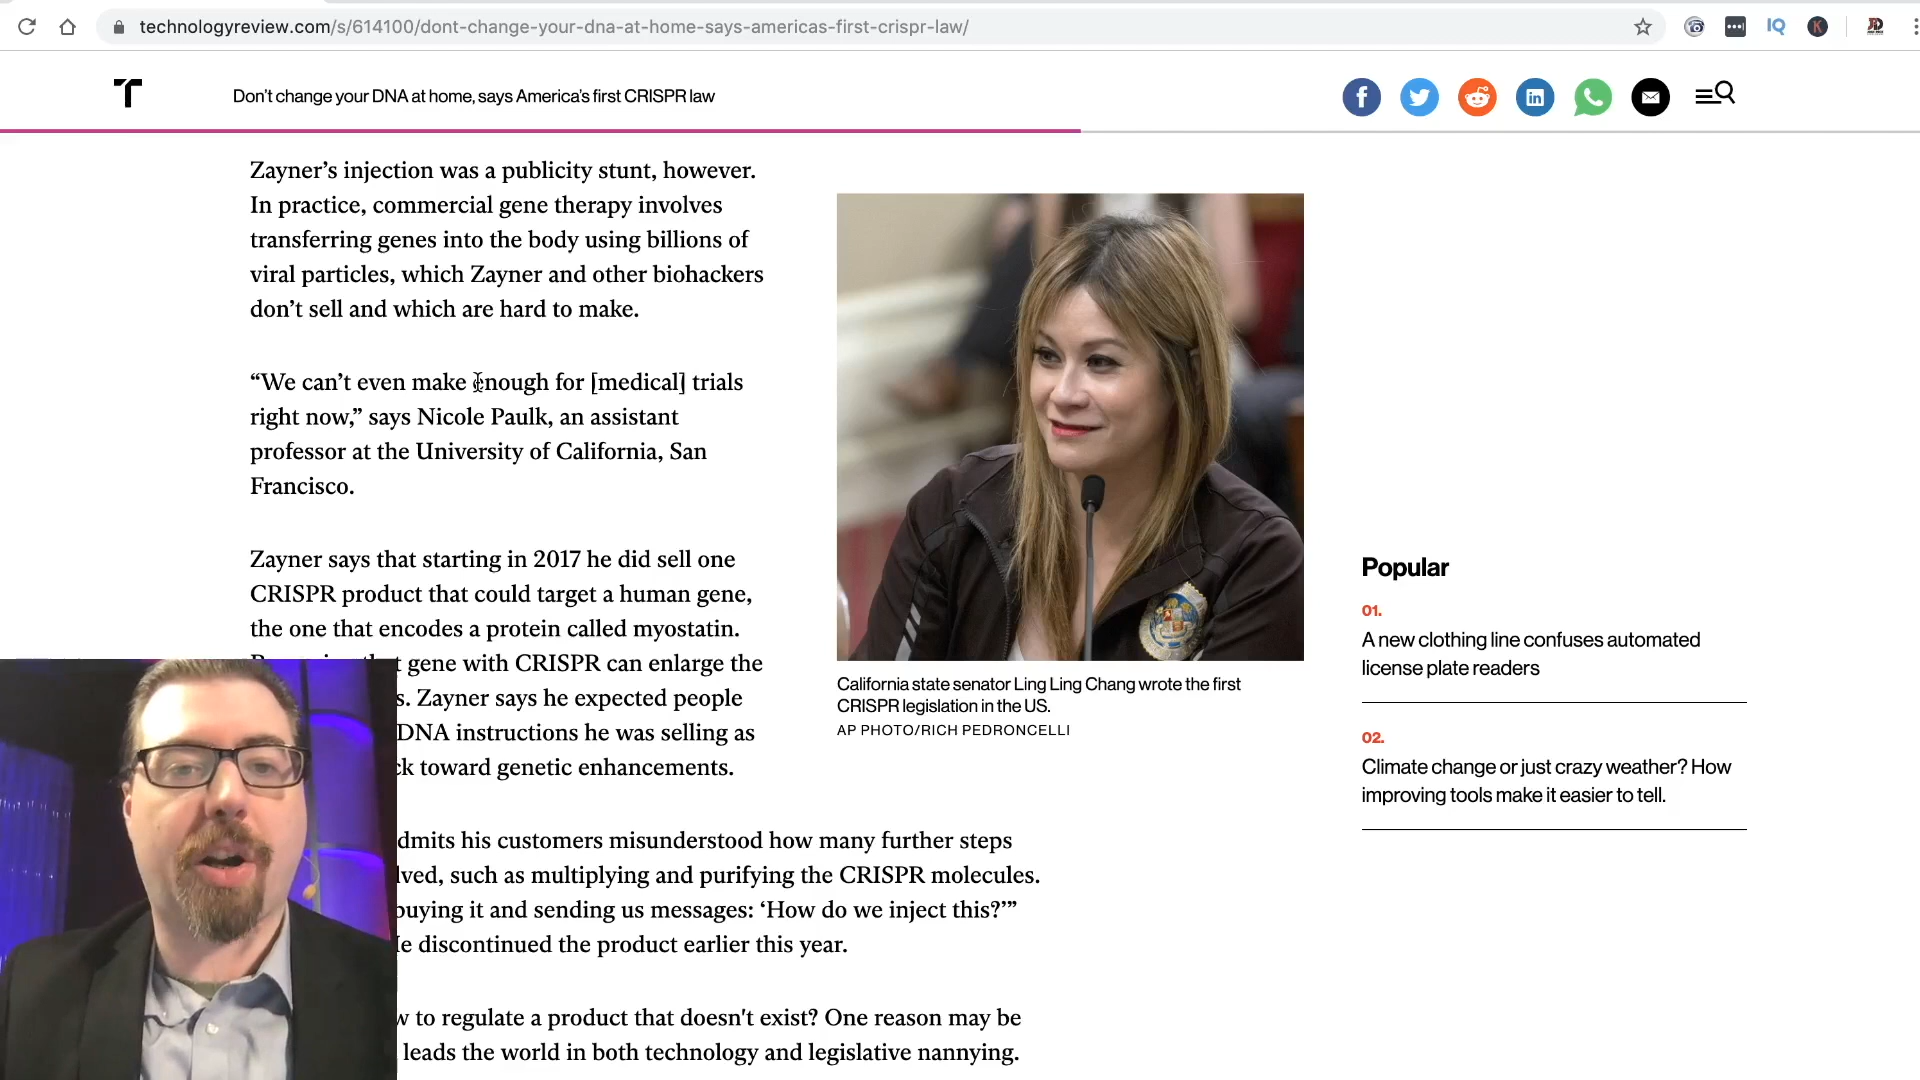 technologyreview.com/s/614100/dont-change-your-dna-at-home-says-americas-first-crispr-law/
Don't change your DNA at home, says America's first CRISPR law
Zayner's injection was a publicity stunt, however.
In practice, commercial gene therapy involves
transferring genes into the body using billions of
viral particles, which Zayner and other biohackers
don't sell and which are hard to make.
“We can't even make enough for [medical] trials
right now,” says Nicole Paulk, an assistant
professor at the University of California, San
Francisco.
Zayner says that starting in 2017 he did sell one
CRISPR product that could target a human gene,
the one that encodes a protein called myostatin.
gene with CRISPR can enlarge the
s. Zayner says he expected people
DNA instructions he was selling as
ck toward genetic enhancements.
dmits his customers misunderstood how many further steps
lved, such as multiplying and purifying the CRISPR molecules.
buying it and sending us messages: ‘How do we inject this?’”
He discontinued the product earlier this year.
w to regulate a product that doesn't exist? One reason may be
leads the world in both technology and legislative nannying.
California state senator Ling Ling Chang wrote the first
CRISPR legislation in the US.
AP PHOTO/RICH PEDRONCELLI
Popular
01.
A new clothing line confuses automated
license plate readers
02.
Climate change or just crazy weather? How
improving tools make it easier to tell.